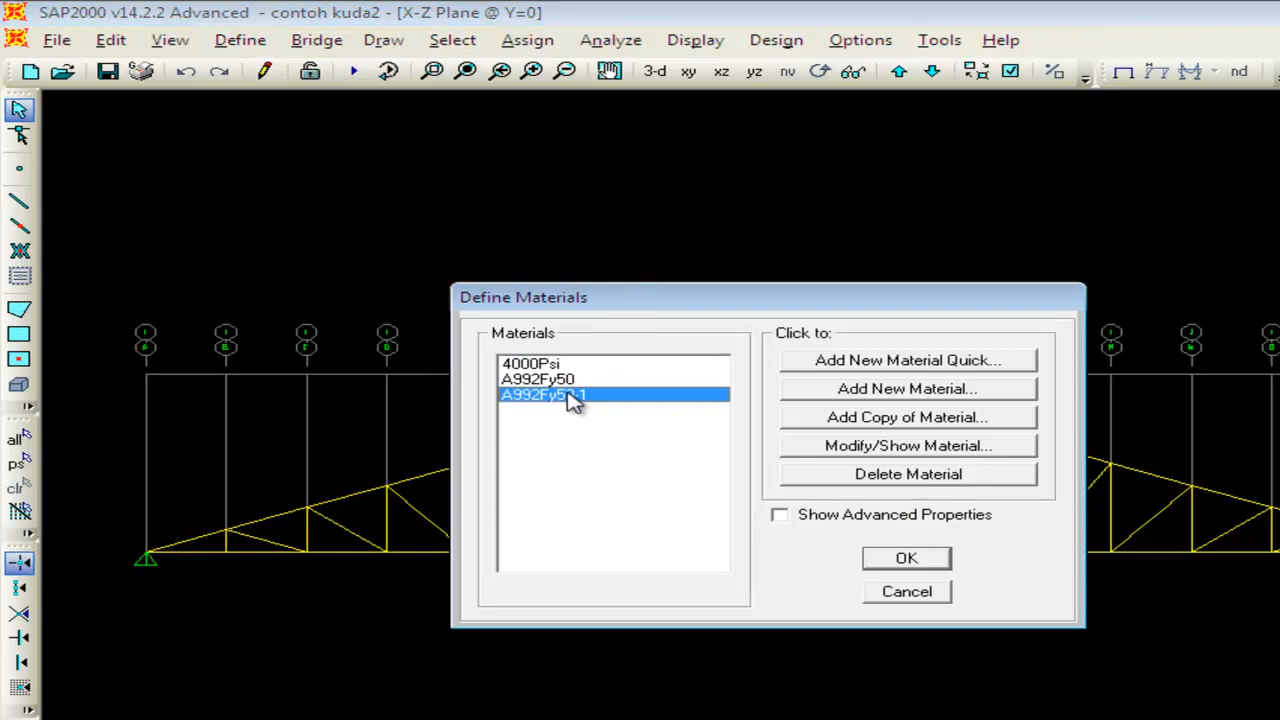 SAP2000 v14.2.2 Advanced - contoh kuda2 - [X-Z Plane @ Y=0]
File Edit View Define Bridge Draw Select Assign Analyze Display Design Options Tools Help
3-d xy xz yz nv nd
all
ps
clr
Define Materials
Materials
4000Psi
A992Fy50
A992Fy50-1
Click to:
Add New Material Quick...
Add New Material...
Add Copy of Material...
Modify/Show Material...
Delete Material
Show Advanced Properties
OK
Cancel